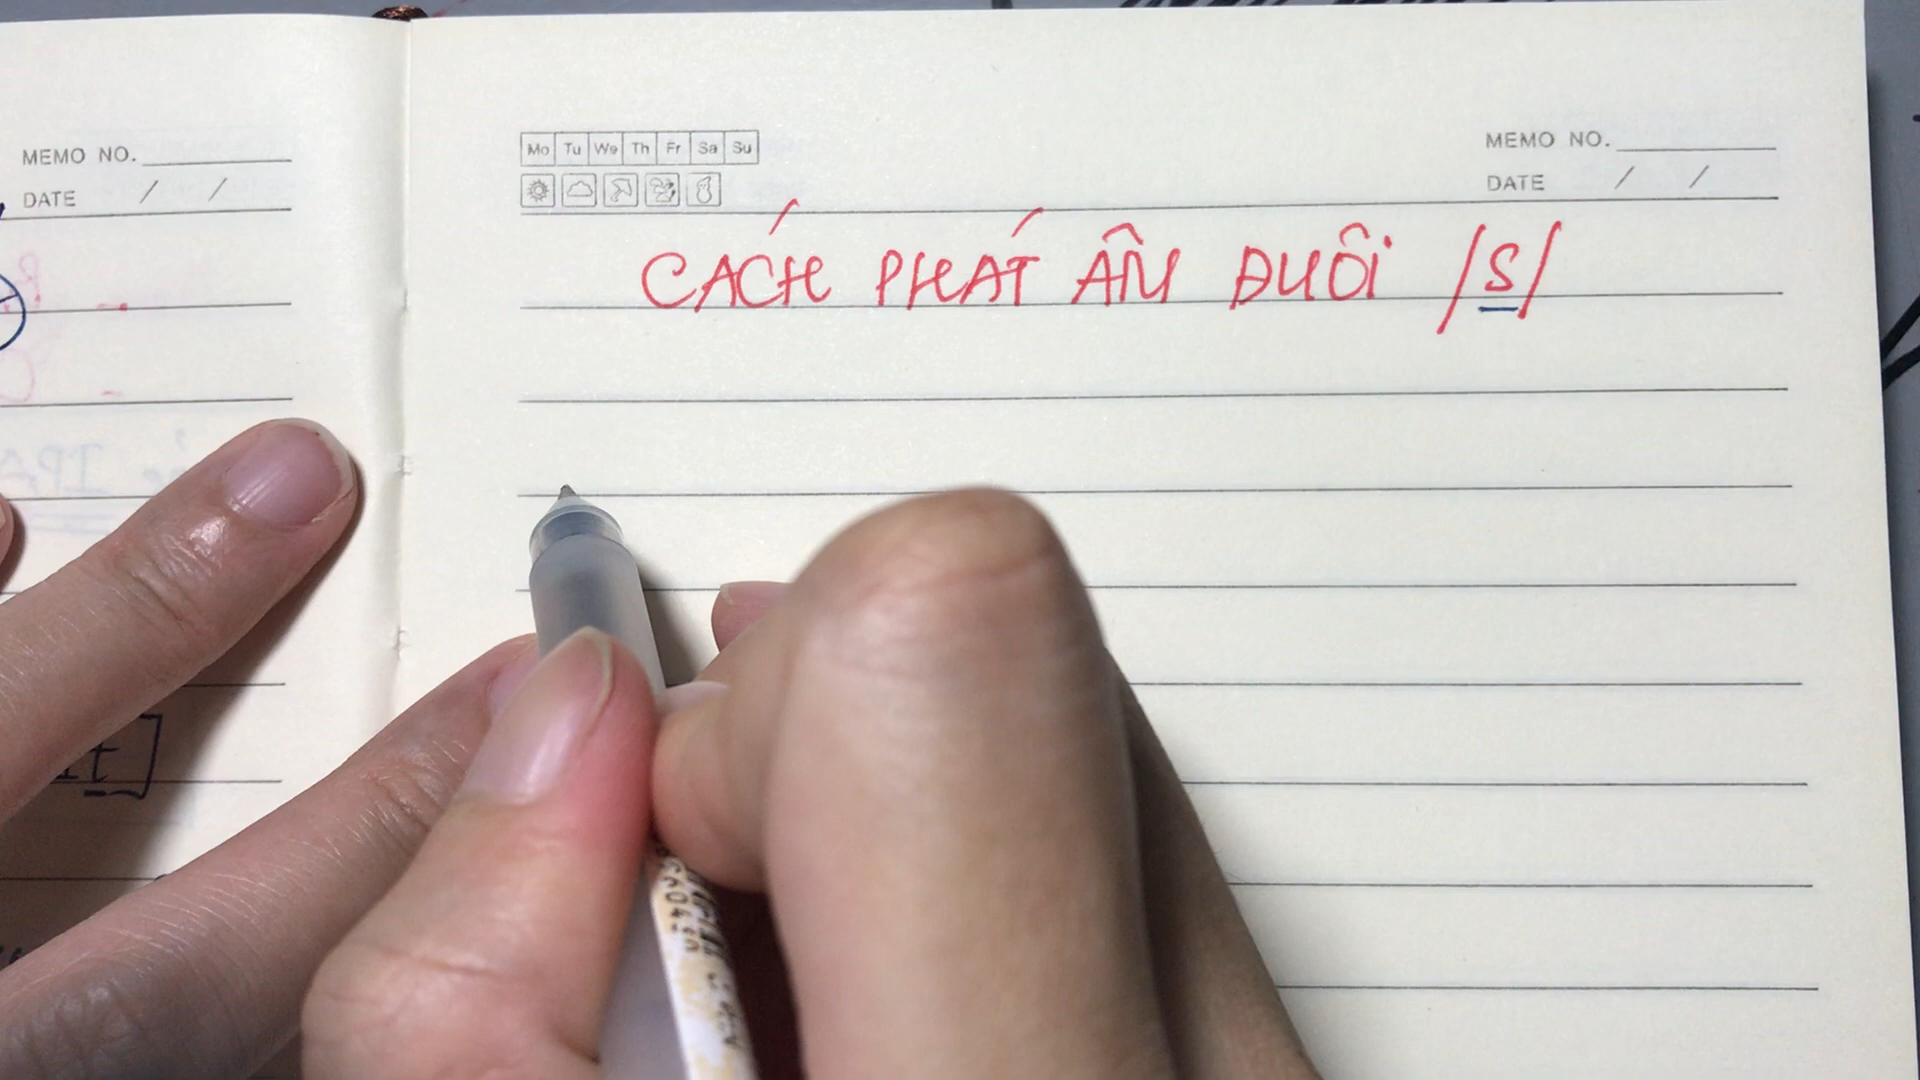 MEMO NO.
DATE / /
Mo Tu We Th Fr Sa Su
MEMO NO.
DATE / /
CÁCH PHÁT ÂM ĐUÔI /S/